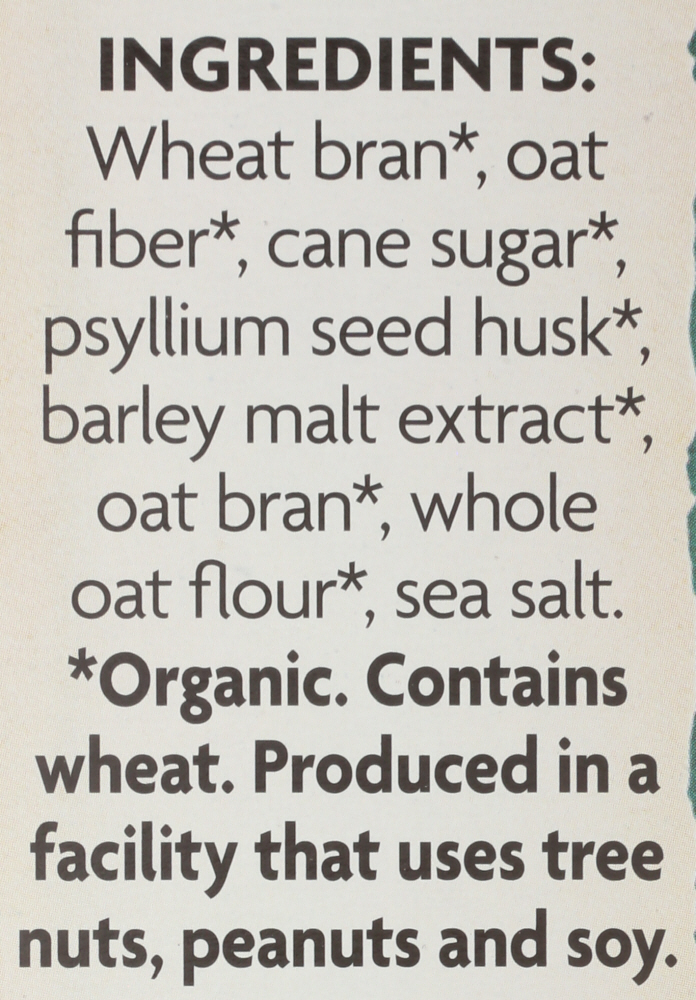 INGREDIENTS:
Wheat bran*, oat
fiber*, cane sugar*,
psyllium seed husk*,
barley malt extract*,
oat bran*, whole
oat flour*, sea salt.
*Organic. Contains
wheat. Produced in a
facility that uses tree
nuts, peanuts and soy.